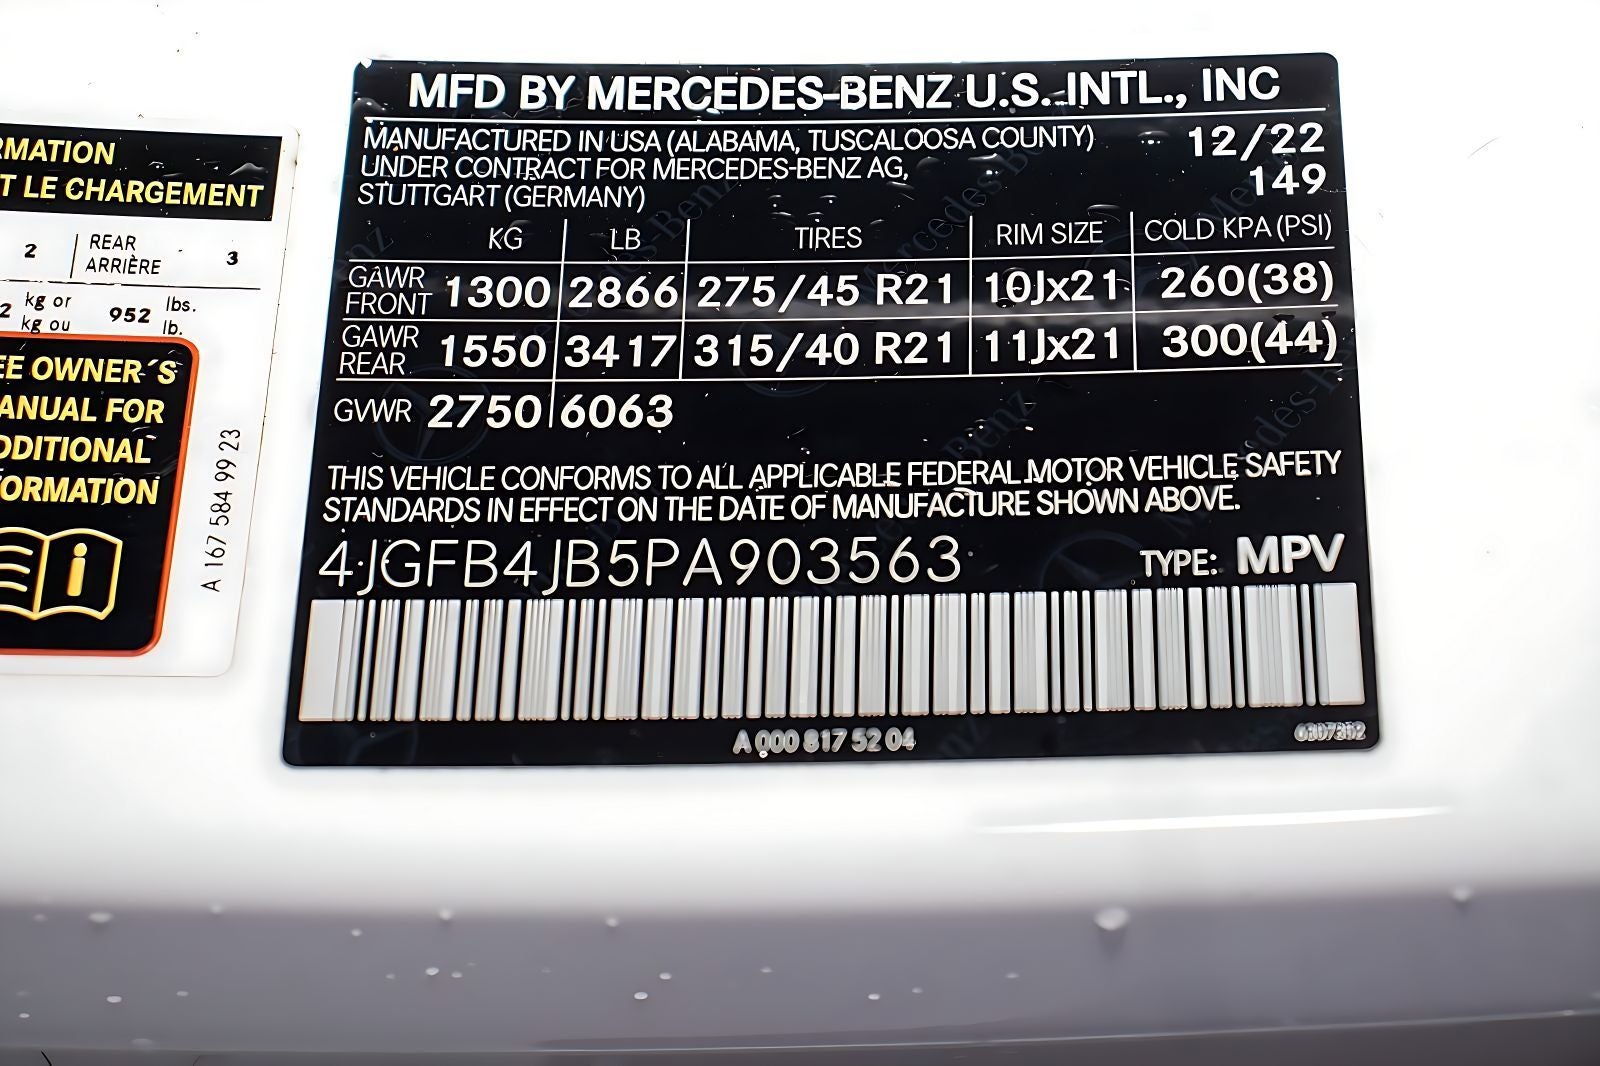 RMATION
T LE CHARGEMENT
2 REAR ARRIÈRE 3
2 kg or kg ou 952 lbs. lb.
EE OWNER´S
ANUAL FOR
DDITIONAL
FORMATION
A 167 584 99 23
MFD BY MERCEDES-BENZ U.S. INTL., INC
MANUFACTURED IN USA (ALABAMA, TUSCALOOSA COUNTY) 12/22
UNDER CONTRACT FOR MERCEDES-BENZ AG, 149
STUTTGART (GERMANY)
KG LB TIRES RIM SIZE COLD KPA (PSI)
GAWR FRONT 1300 2866 275/45 R21 10Jx21 260(38)
GAWR REAR 1550 3417 315/40 R21 11Jx21 300(44)
GVWR 2750 6063
THIS VEHICLE CONFORMS TO ALL APPLICABLE FEDERAL MOTOR VEHICLE SAFETY
STANDARDS IN EFFECT ON THE DATE OF MANUFACTURE SHOWN ABOVE.
4JGFB4JB5PA903563 TYPE: MPV
A 000 817 52 04